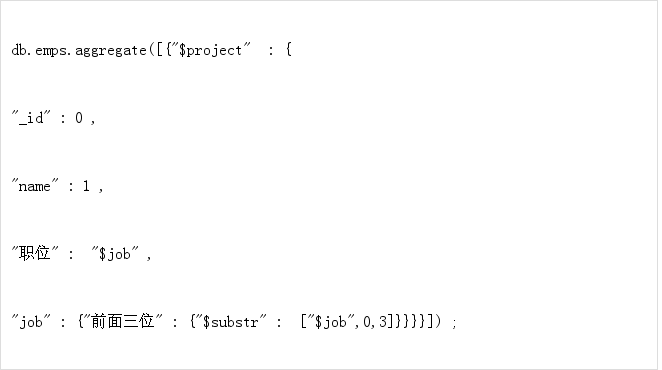 db.emps.aggregate([{"$project" : {
"_id" : 0 ,
"name" : 1 ,
"职位" : "$job" ,
"job" : {"前面三位" : {"$substr" : ["$job",0,3]}}}}]) ;